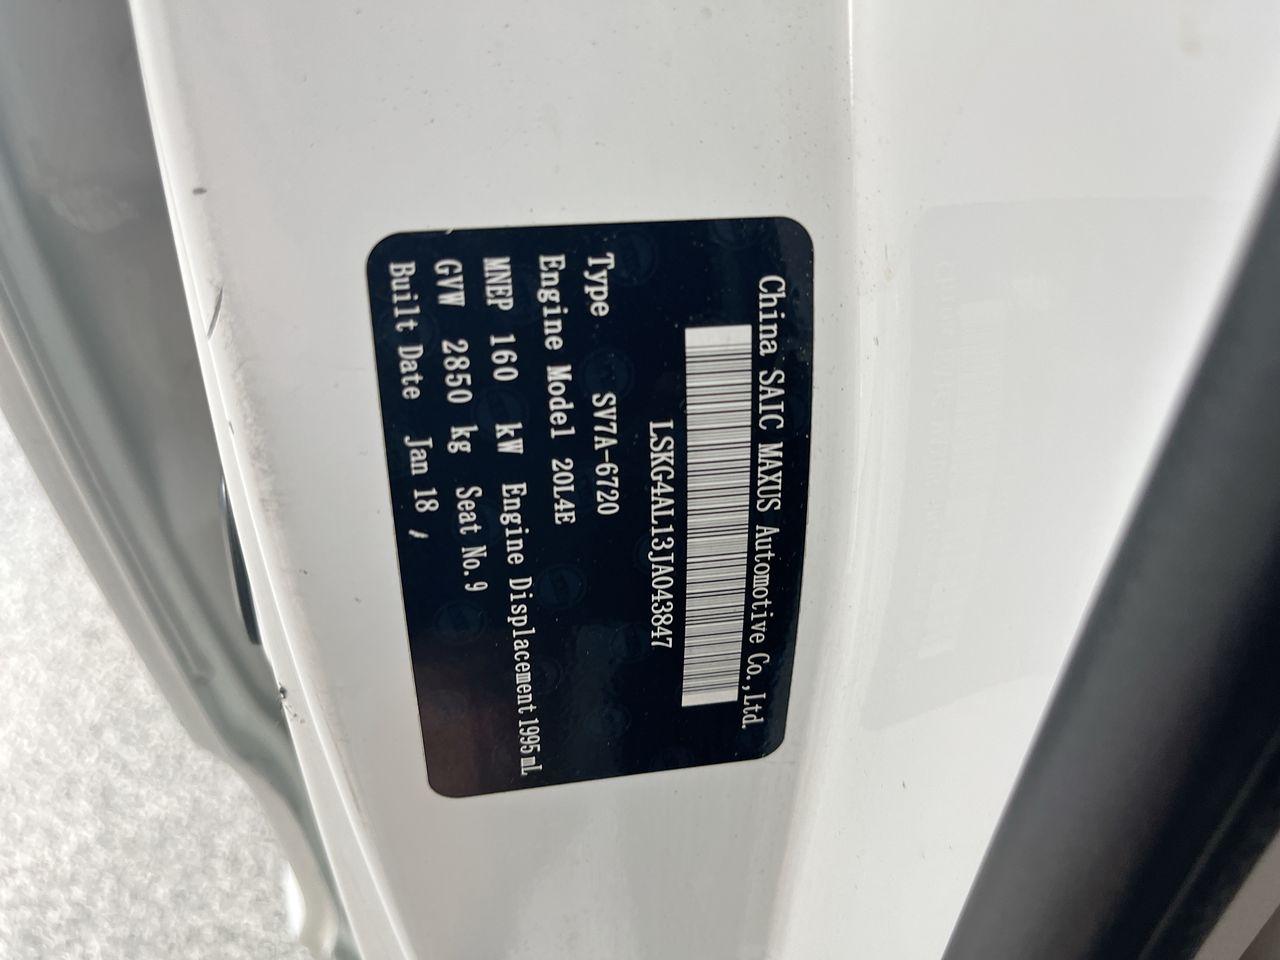 China SAIC MAXUS Automotive Co.,Ltd.
LSKG4AL13JA043847
Type SV7A-6720
Engine Model 20L4E
MNEP 160 kW Engine Displacement 1995 mL
GVW 2850 kg Seat No. 9
Built Date Jan 18 ,